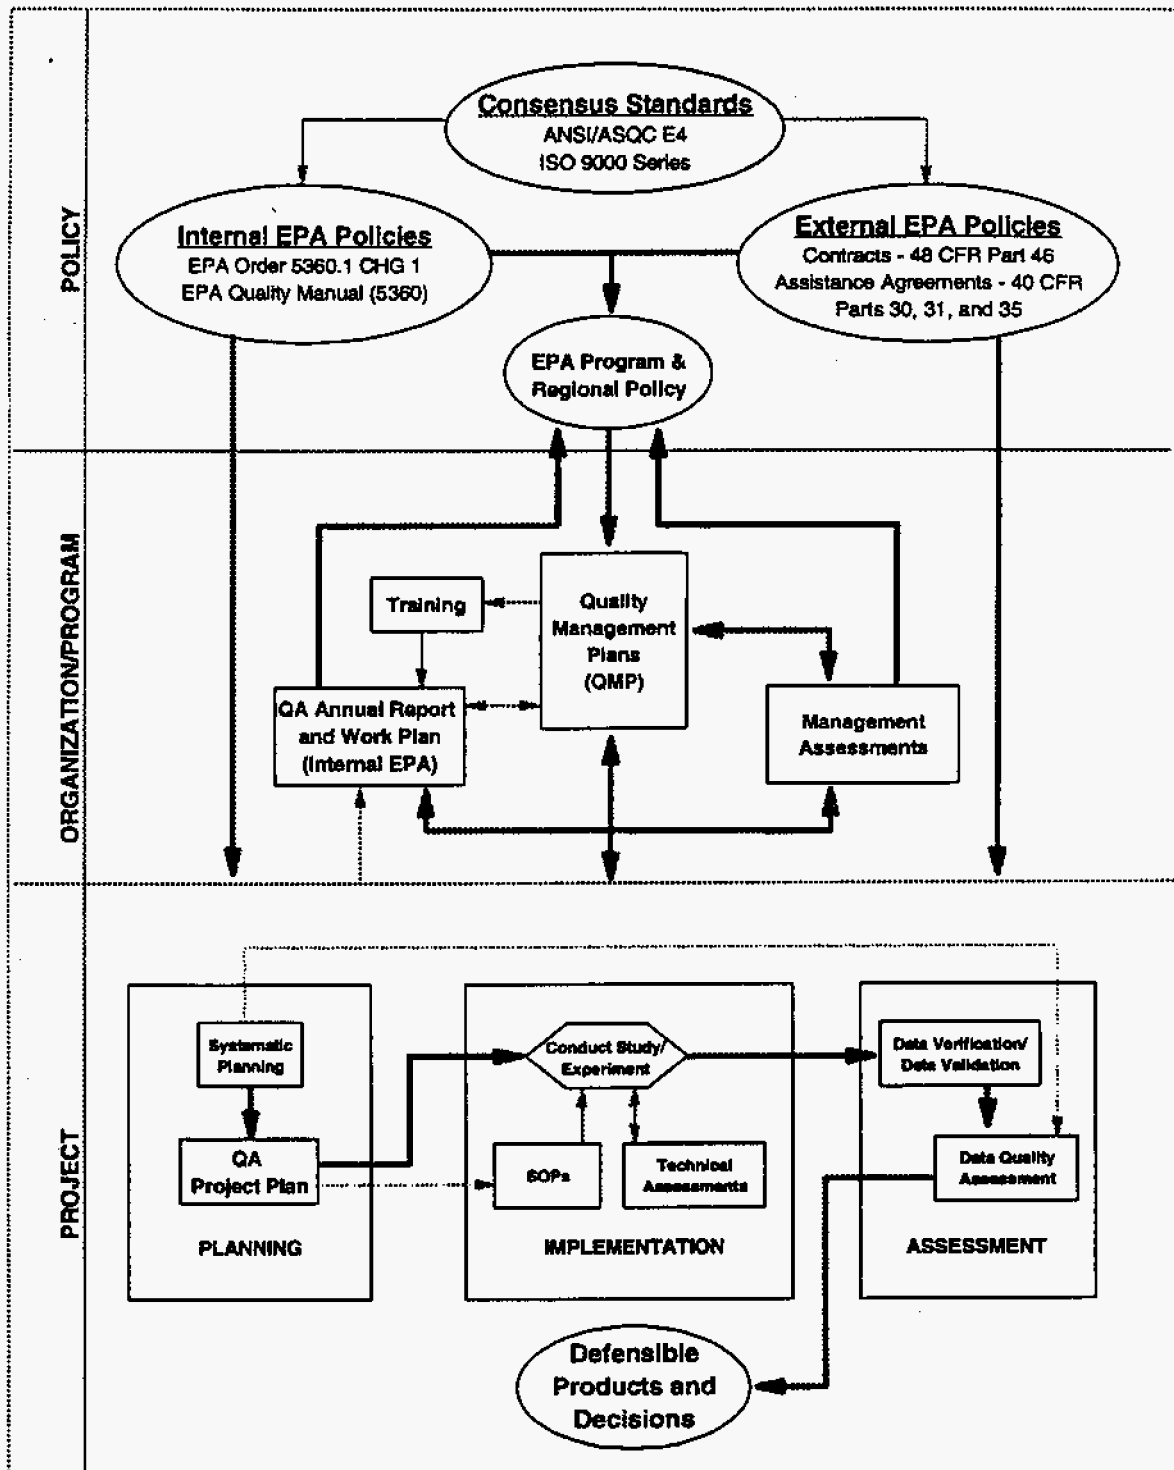 POLICY
Consensus Standards
ANSI/ASQC E4
ISO 9000 Series
Internal EPA Policies
EPA Order 5360.1 CHG 1
EPA Quality Manual (5360)
External EPA Policies
Contracts - 48 CFR Part 46
Assistance Agreements - 40 CFR
Parts 30, 31, and 35
EPA Program &
Regional Policy
ORGANIZATION/PROGRAM
Training
Quality
Management
Plans
(QMP)
QA Annual Report
and Work Plan
(Internal EPA)
Management
Assessments
PROJECT
Systematic
Planning
QA
Project Plan
PLANNING
Conduct Study/
Experiment
SOPs
Technical
Assessments
IMPLEMENTATION
Data Verification/
Data Validation
Data Quality
Assessment
ASSESSMENT
Defensible
Products and
Decisions